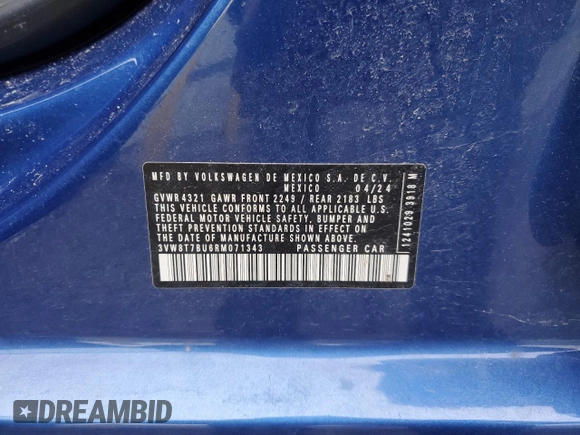 MFD BY VOLKSWAGEN DE MEXICO S.A. DE C.V.
MEXICO 04/24
GVWR 4321 GAWR FRONT 2249 / REAR 2183 LBS
THIS VEHICLE CONFORMS TO ALL APPLICABLE U.S.
FEDERAL MOTOR VEHICLE SAFETY, BUMPER AND
THEFT PREVENTION STANDARDS IN EFFECT ON
THE DATE OF MANUFACTURE SHOWN ABOVE.
3VW8T7BU6RM071343 PASSENGER CAR
1241029 3918 M
DREAMBID